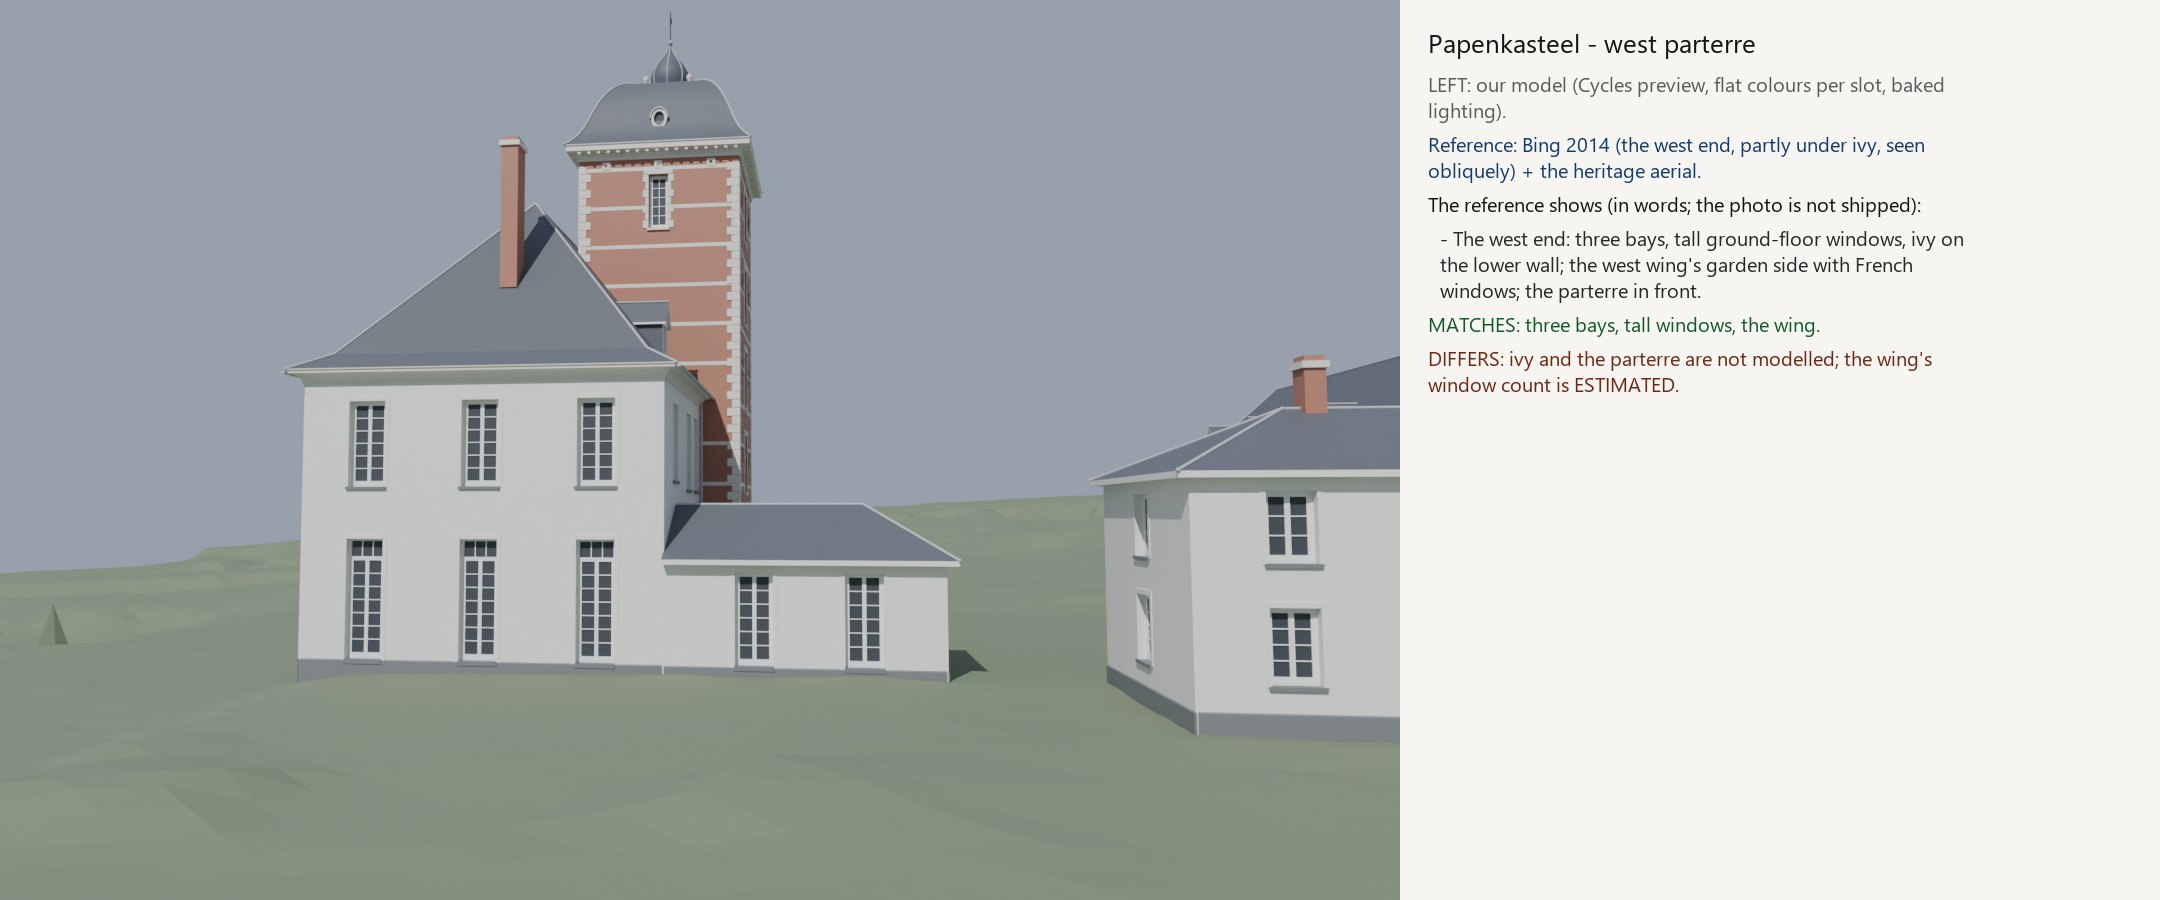 Papenkasteel - west parterre
LEFT: our model (Cycles preview, flat colours per slot, baked
lighting).
Reference: Bing 2014 (the west end, partly under ivy, seen
obliquely) + the heritage aerial.
The reference shows (in words; the photo is not shipped):
- The west end: three bays, tall ground-floor windows, ivy on
the lower wall; the west wing's garden side with French
windows; the parterre in front.
MATCHES: three bays, tall windows, the wing.
DIFFERS: ivy and the parterre are not modelled; the wing's
window count is ESTIMATED.